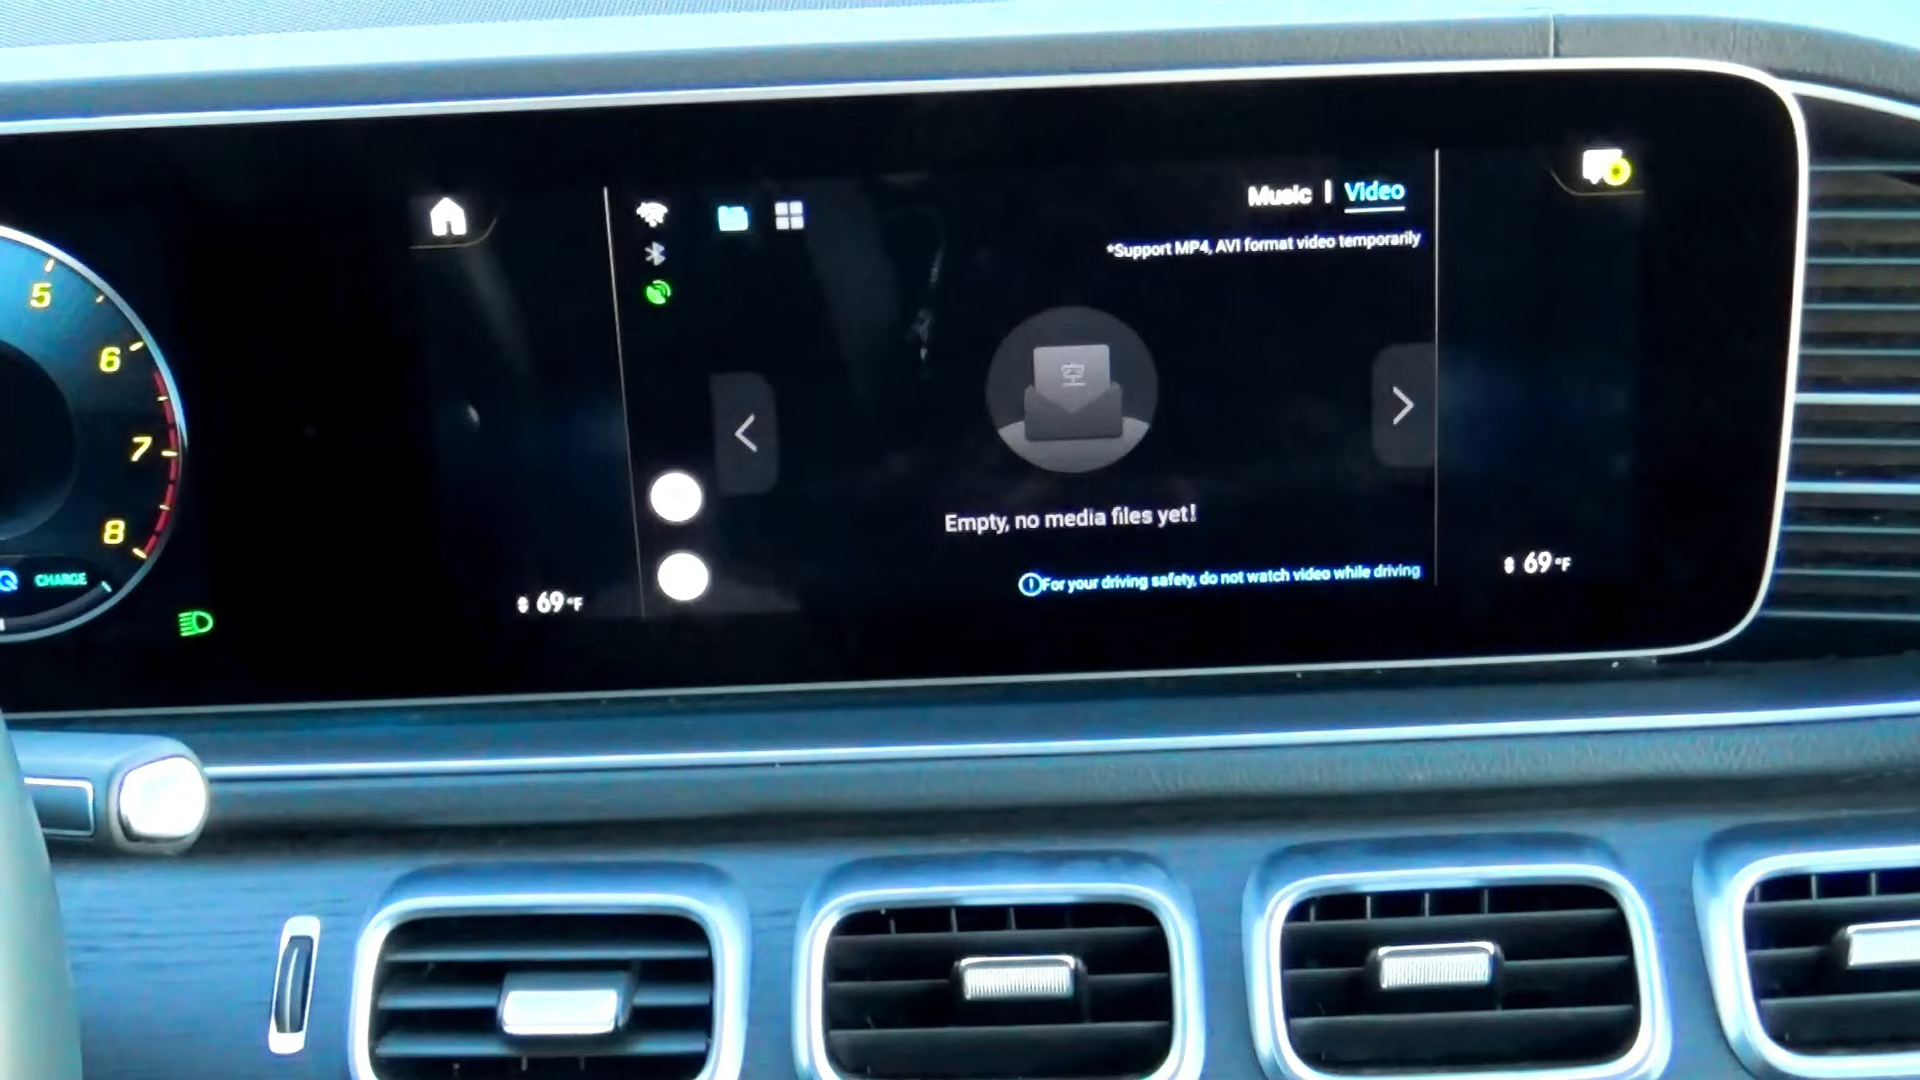 5
6
7
8
CHARGE
69°F
Music | Video
*Support MP4, AVI format video temporarily
Empty, no media files yet!
For your driving safety, do not watch video while driving
69°F